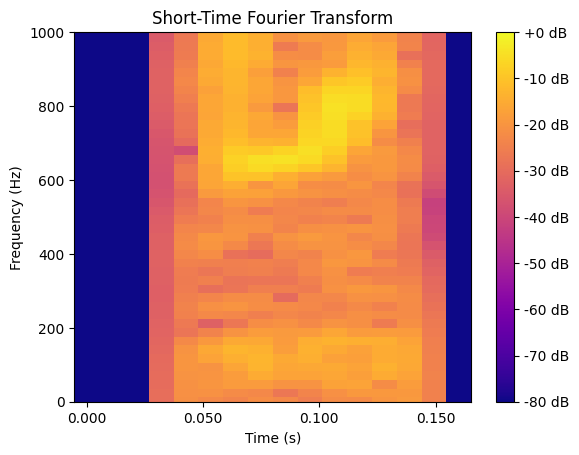 Short-Time Fourier Transform
1000
800
600
400
200
0
Frequency (Hz)
0.000
0.050
0.100
0.150
Time (s)
+0 dB
-10 dB
-20 dB
-30 dB
-40 dB
-50 dB
-60 dB
-70 dB
-80 dB